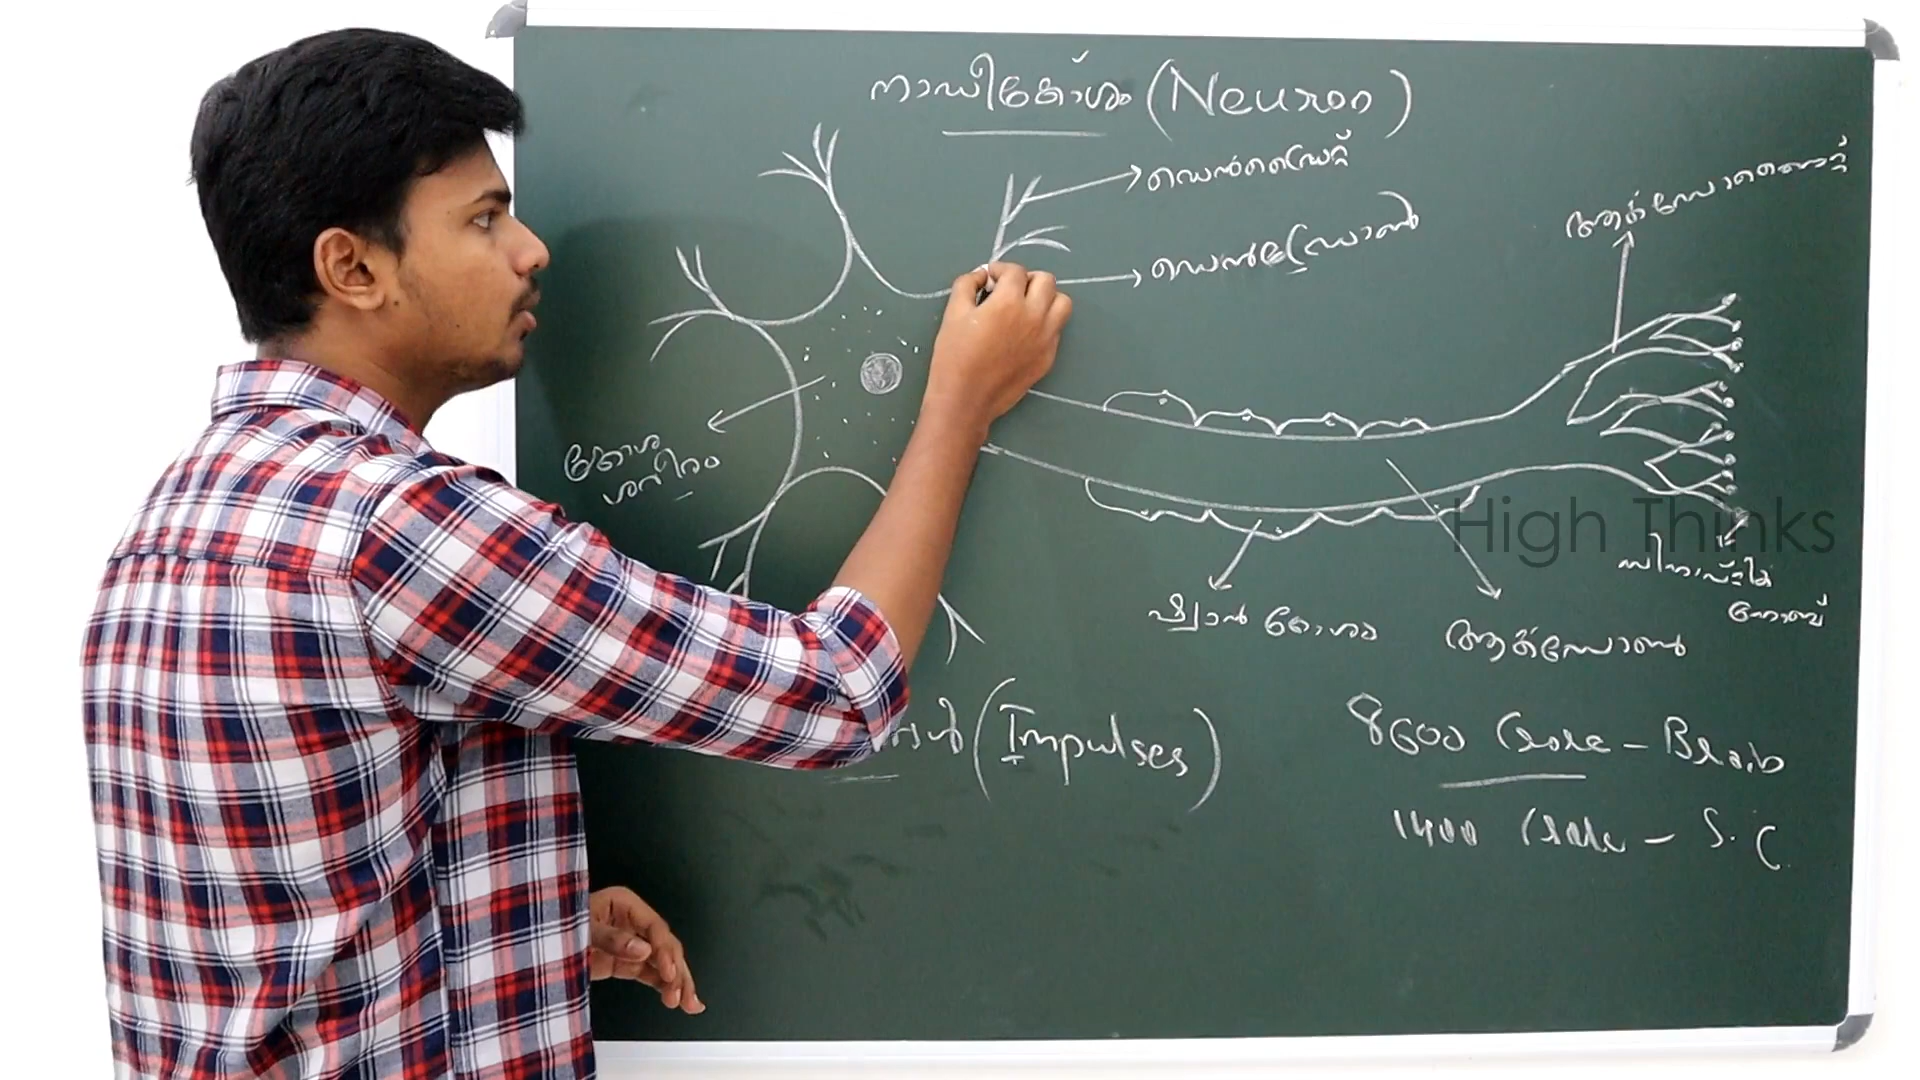 നാഡീകോശം (Neuron)
ഡെൻഡ്രൈറ്റ്
ആക്സോണൈറ്റ്
ഡെൻഡ്രോൺ
കോശ
ശരീരം
High Thinks
സിനാപ്റ്റിക്
നോബ്
ഷ്വാൻ കോശം
ആക്സോൺ
(Impulses)
8600 Crore - Brain
1400 Crore - S.C.